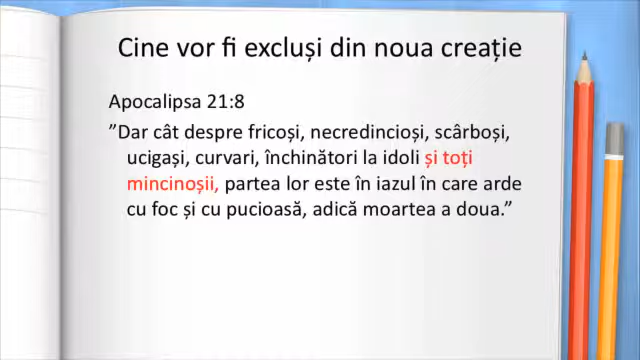 Cine vor fi excluși din noua creație
Apocalipsa 21:8
”Dar cât despre fricoși, necredincioși, scârboși,
ucigași, curvari, închinători la idoli și toți
mincinoșii, partea lor este în iazul în care arde
cu foc și cu pucioasă, adică moartea a doua.”